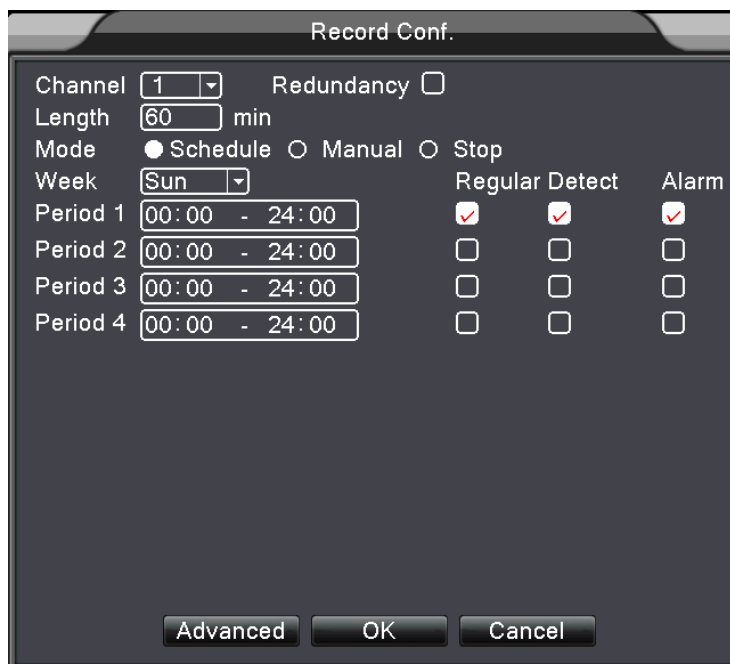 Record Conf.
Channel 1 Redundancy
Length 60 min
Mode Schedule Manual Stop
Week Sun Regular Detect Alarm
Period 1 00:00 - 24:00
Period 2 00:00 - 24:00
Period 3 00:00 - 24:00
Period 4 00:00 - 24:00
Advanced OK Cancel